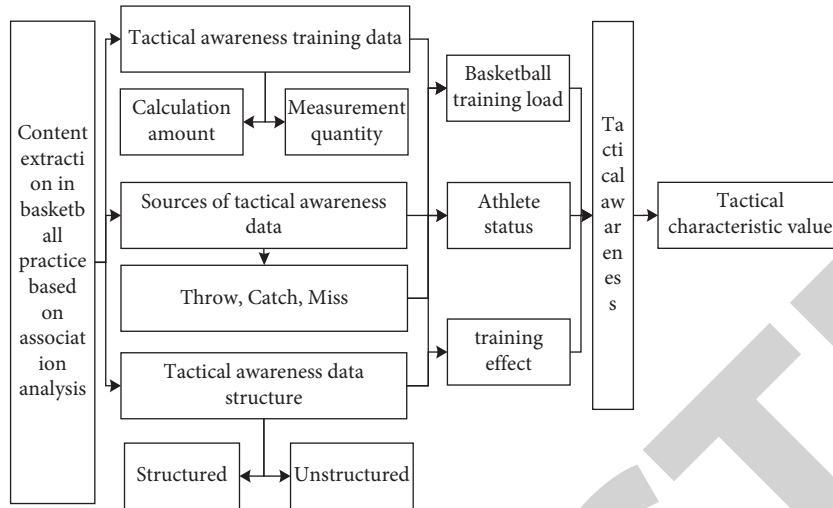 Content
extracti
on in
basketb
all
practice
based
on
associat
ion
analysis
Tactical awareness training data
Calculation
amount
Measurement
quantity
Sources of tactical awareness
data
Throw, Catch, Miss
Tactical awareness data
structure
Structured
Unstructured
Basketball
training load
Athlete
status
training
effect
Ta
cti
cal
aw
ar
en
es
s
Tactical
characteristic value